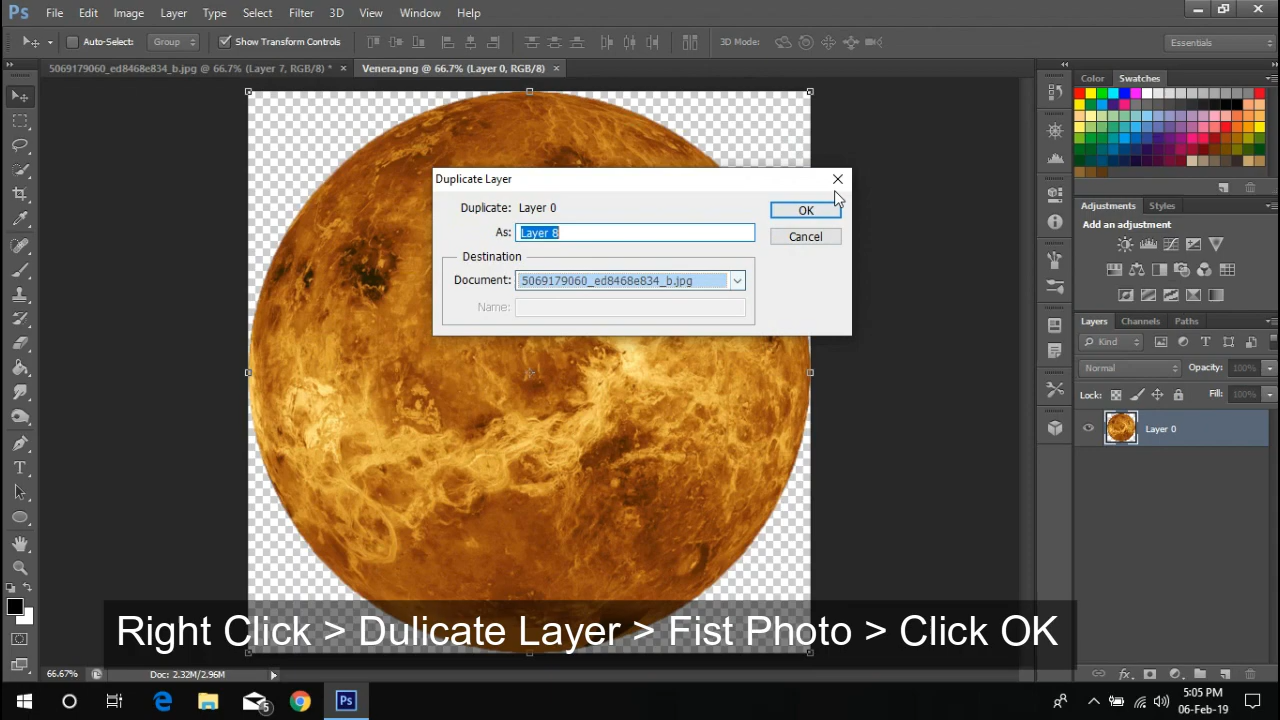 Ps File Edit Image Layer Type Select Filter 3D View Window Help
Auto-Select: Group Show Transform Controls 3D Mode: Essentials
5069179060_ed8468e834_b.jpg @ 66.7% (Layer 7, RGB/8) * × Venera.png @ 66.7% (Layer 0, RGB/8) ×
Color Swatches
Duplicate Layer
Duplicate: Layer 0
OK
As: Layer 8
Cancel
Destination
Document: 5069179060_ed8468e834_b.jpg
Name:
Adjustments Styles
Add an adjustment
Layers Channels Paths
Kind
Normal Opacity: 100%
Lock: Fill: 100%
Layer 0
T
Right Click > Dulicate Layer > Fist Photo > Click OK
66.67% Doc: 2.32M/2.96M
fx
5
Ps
5:05 PM
06-Feb-19